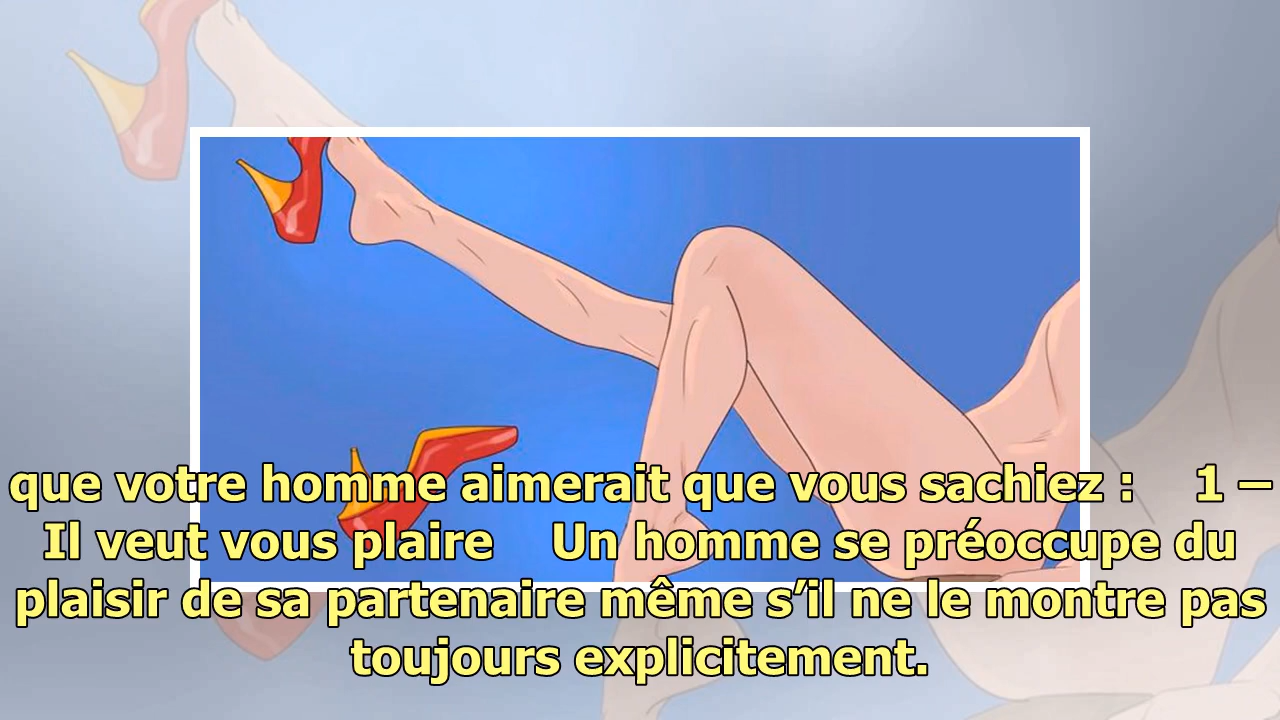 que votre homme aimerait que vous sachiez : 1 –
Il veut vous plaire Un homme se préoccupe du
plaisir de sa partenaire même s’il ne le montre pas
toujours explicitement.